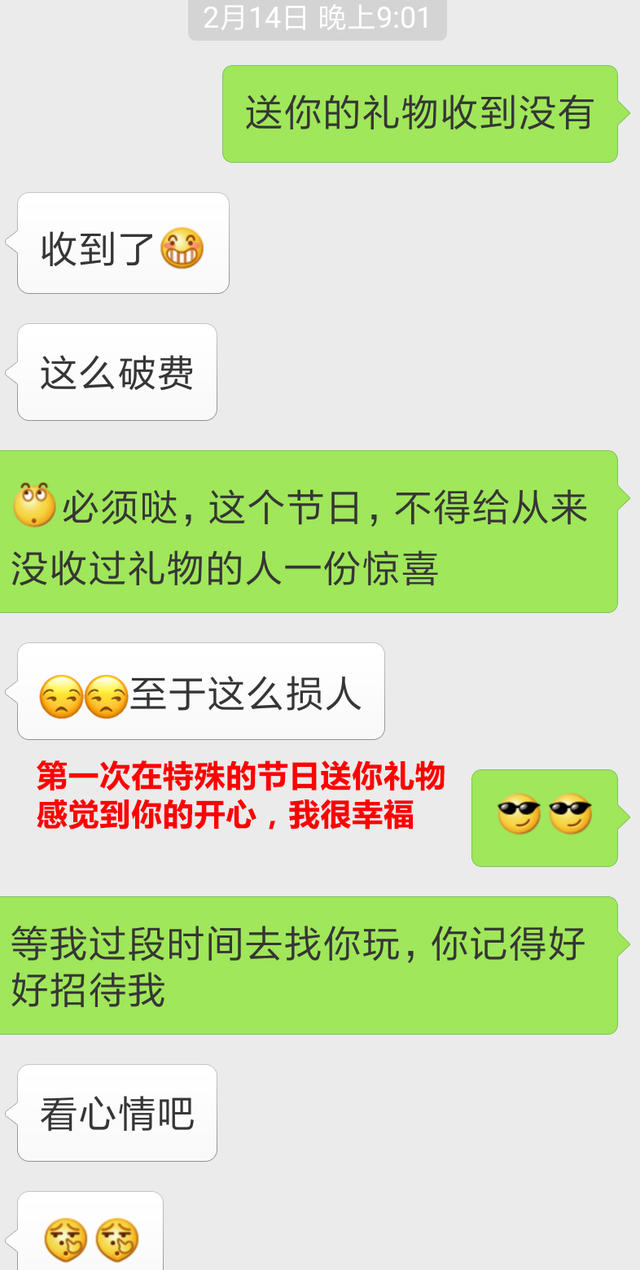 2月14日 晚上9:01
送你的礼物收到没有
收到了
这么破费
必须哒，这个节日，不得给从来
没收过礼物的人一份惊喜
至于这么损人
第一次在特殊的节日送你礼物
感觉到你的开心，我很幸福
等我过段时间去找你玩，你记得好
好招待我
看心情吧